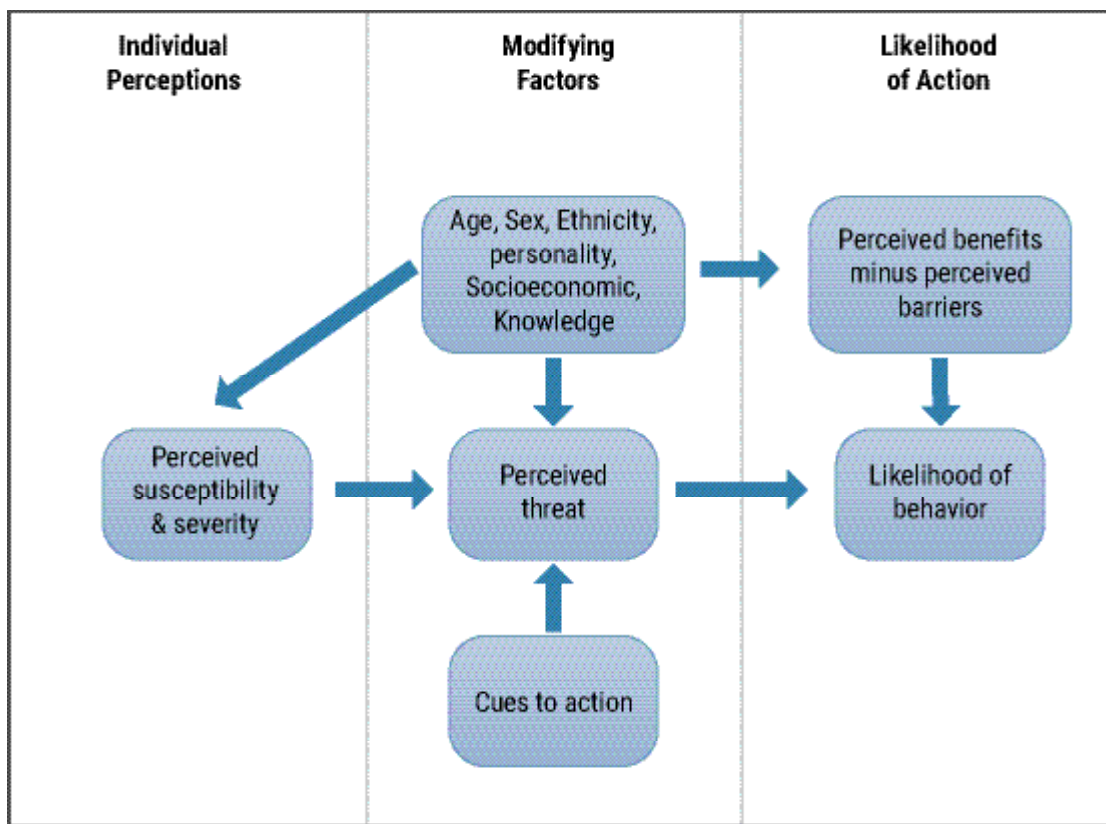 Individual
Perceptions
Modifying
Factors
Likelihood
of Action
Age, Sex, Ethnicity,
personality,
Socioeconomic,
Knowledge
Perceived benefits
minus perceived
barriers
Perceived
susceptibility
& severity
Perceived
threat
Likelihood of
behavior
Cues to action